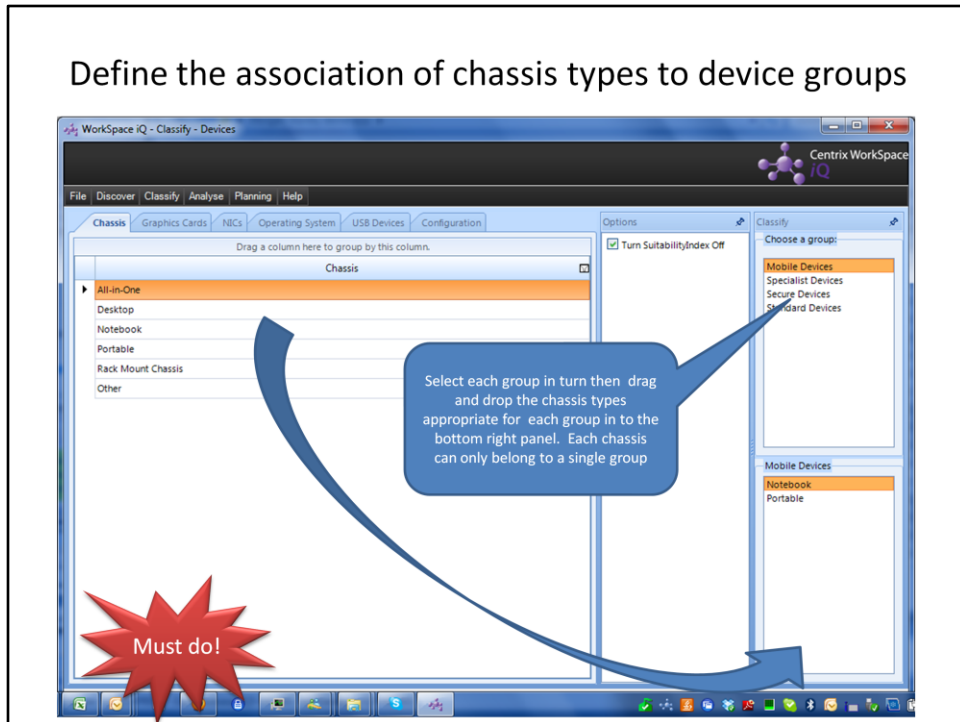 Define the association of chassis types to device groups
WorkSpace iQ - Classify - Devices
Centrix WorkSpace
iQ
File Discover Classify Analyse Planning Help
Chassis Graphics Cards NICs Operating System USB Devices Configuration
Drag a column here to group by this column.
Chassis
All-in-One
Desktop
Notebook
Portable
Rack Mount Chassis
Other
Options
Turn SuitabilityIndex Off
Classify
Choose a group:
Mobile Devices
Specialist Devices
Secure Devices
Standard Devices
Select each group in turn then drag
and drop the chassis types
appropriate for each group in to the
bottom right panel. Each chassis
can only belong to a single group
Mobile Devices
Notebook
Portable
Must do!